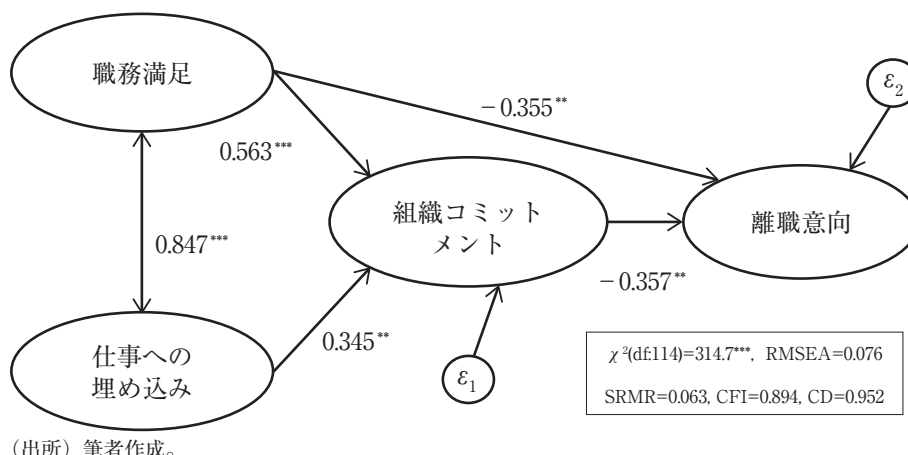 職務満足
ε2
−0.355**
0.563***
組織コミット
メント
離職意向
0.847***
−0.357**
仕事への
埋め込み
0.345**
ε1
χ²(df:114)=314.7***, RMSEA=0.076
SRMR=0.063, CFI=0.894, CD=0.952
（出所）筆者作成。